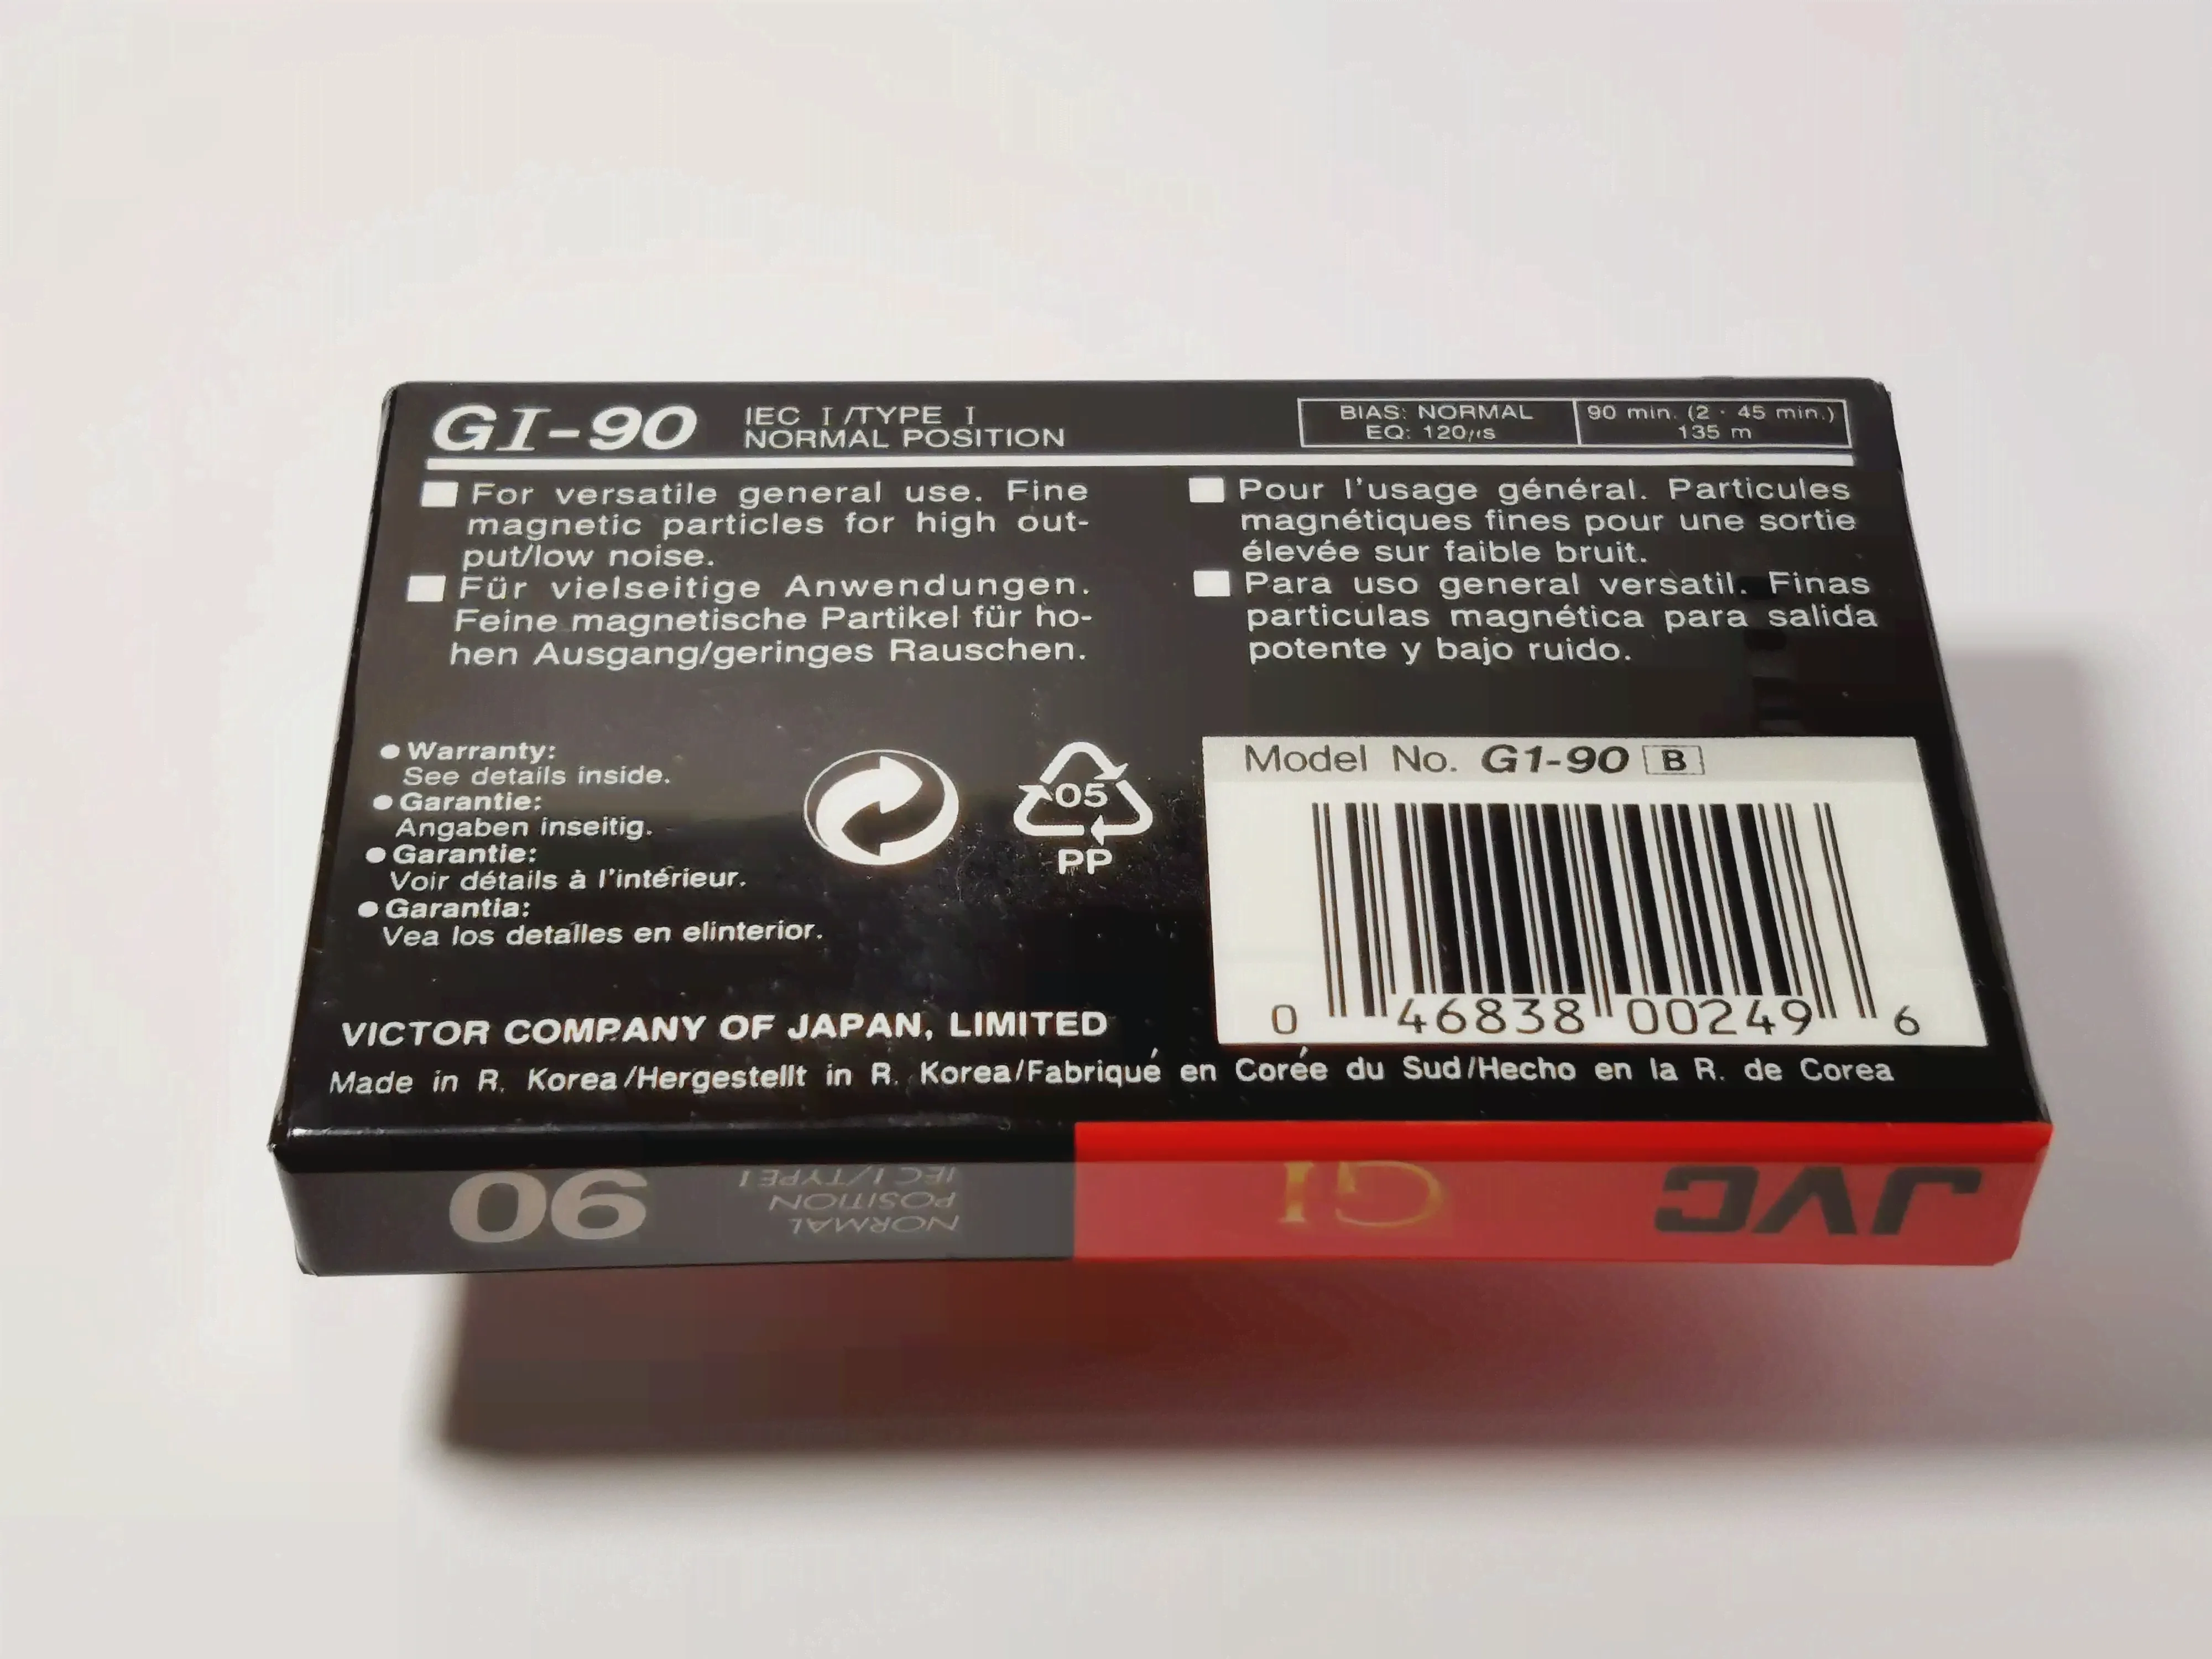 GI-90
IEC I/TYPE I
NORMAL POSITION
BIAS: NORMAL
EQ: 120µs
90 min. (2 · 45 min.)
135 m
For versatile general use. Fine
magnetic particles for high out-
put/low noise.
Für vielseitige Anwendungen.
Feine magnetische Partikel für ho-
hen Ausgang/geringes Rauschen.
Pour l'usage général. Particules
magnétiques fines pour une sortie
élevée sur faible bruit.
Para uso general versatil. Finas
particulas magnética para salida
potente y bajo ruido.
● Warranty:
See details inside.
● Garantie:
Angaben inseitig.
● Garantie:
Voir détails à l'intérieur.
● Garantia:
Vea los detalles en elinterior.
05
PP
Model No. G1-90 B
0 46838 00249 6
VICTOR COMPANY OF JAPAN, LIMITED
Made in R. Korea/Hergestellt in R. Korea/Fabriqué en Corée du Sud/Hecho en la R. de Corea
JVC
GI
NORMAL
POSITION
IEC I/TYPE I
90